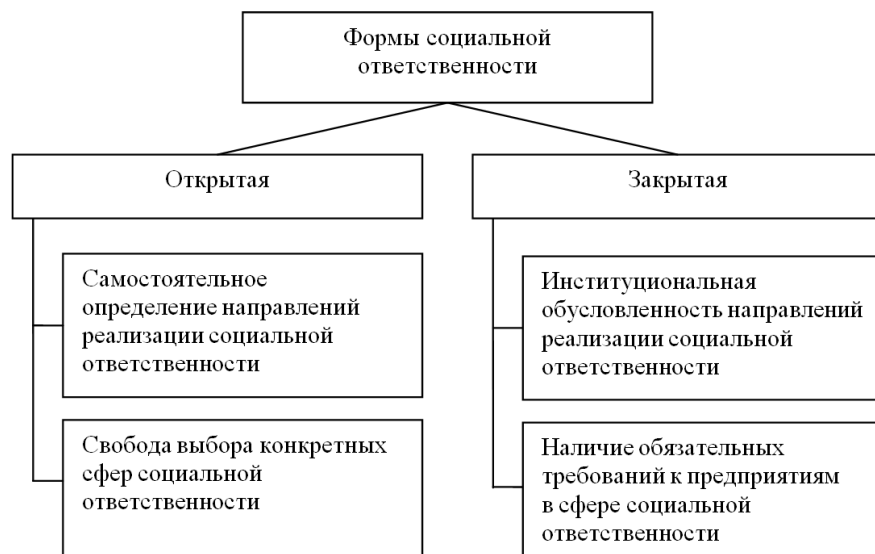 Формы социальной
ответственности
Открытая
Закрытая
Самостоятельное
определение направлений
реализации социальной
ответственности
Институциональная
обусловленность направлений
реализации социальной
ответственности
Свобода выбора конкретных
сфер социальной
ответственности
Наличие обязательных
требований к предприятиям
в сфере социальной
ответственности